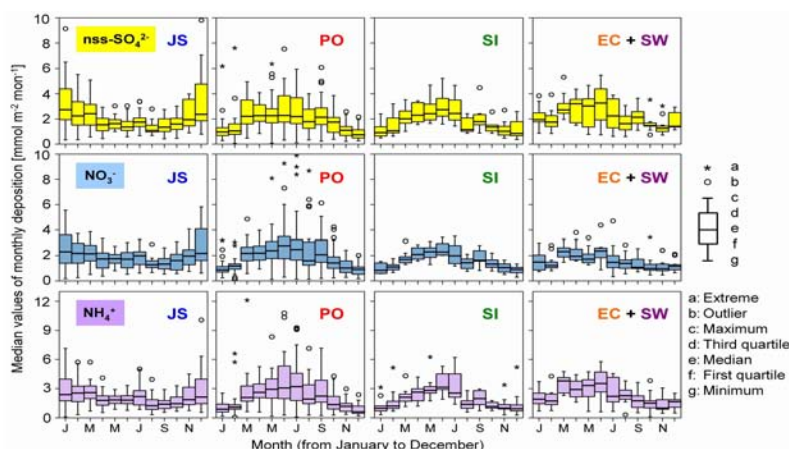 Median values of monthly deposition [mmol m⁻² mon⁻¹]
10
8
6
4
2
0
nss-SO₄²⁻
JS
PO
SI
EC + SW
10
8
6
4
2
0
NO₃⁻
JS
PO
SI
EC + SW
12
9
6
3
0
NH₄⁺
JS
PO
SI
EC + SW
J M M J S N J M M J S N J M M J S N J M M J S N
Month (from January to December)
a
b
c
d
e
f
g
a: Extreme
b: Outlier
c: Maximum
d: Third quartile
e: Median
f: First quartile
g: Minimum